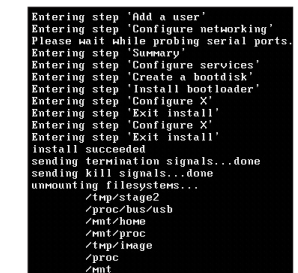 Entering step 'Add a user'
Entering step 'Configure networking'
Please wait while probing serial ports.
Entering step 'Summary'
Entering step 'Configure services'
Entering step 'Create a bootdisk'
Entering step 'Install bootloader'
Entering step 'Configure X'
Entering step 'Exit install'
Entering step 'Configure X'
Entering step 'Exit install'
install succeeded
sending termination signals...done
sending kill signals...done
unmounting filesystems...
/tmp/stage2
/proc/bus/usb
/mnt/home
/mnt/proc
/tmp/image
/proc
/mnt